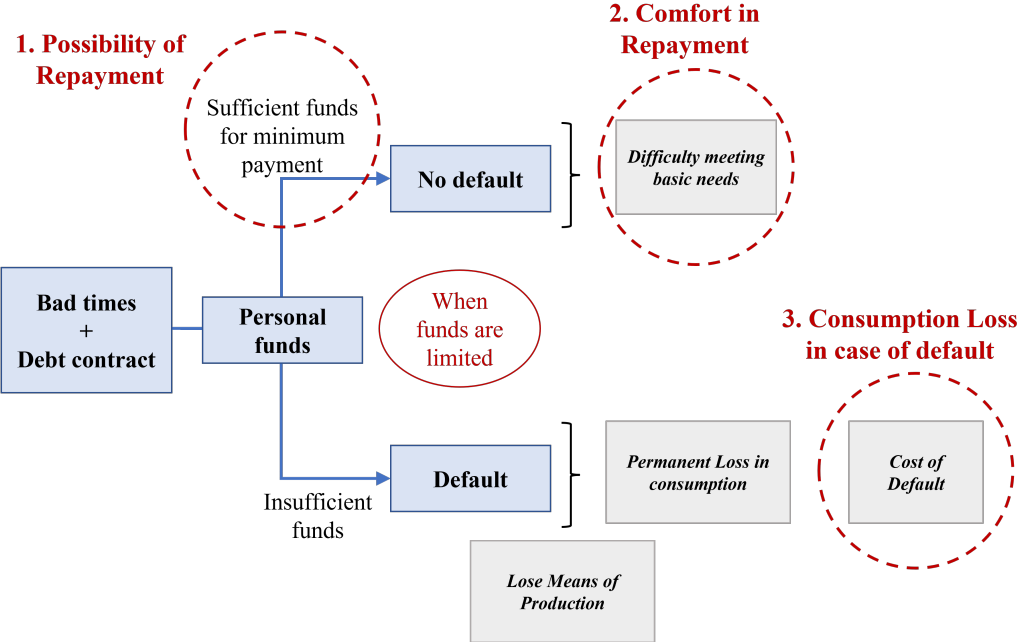 1. Possibility of
Repayment
2. Comfort in
Repayment
Sufficient funds
for minimum
payment
No default
Difficulty meeting
basic needs
Bad times
+
Debt contract
Personal
funds
When
funds are
limited
3. Consumption Loss
in case of default
Insufficient
funds
Default
Permanent Loss in
consumption
Cost of
Default
Lose Means of
Production